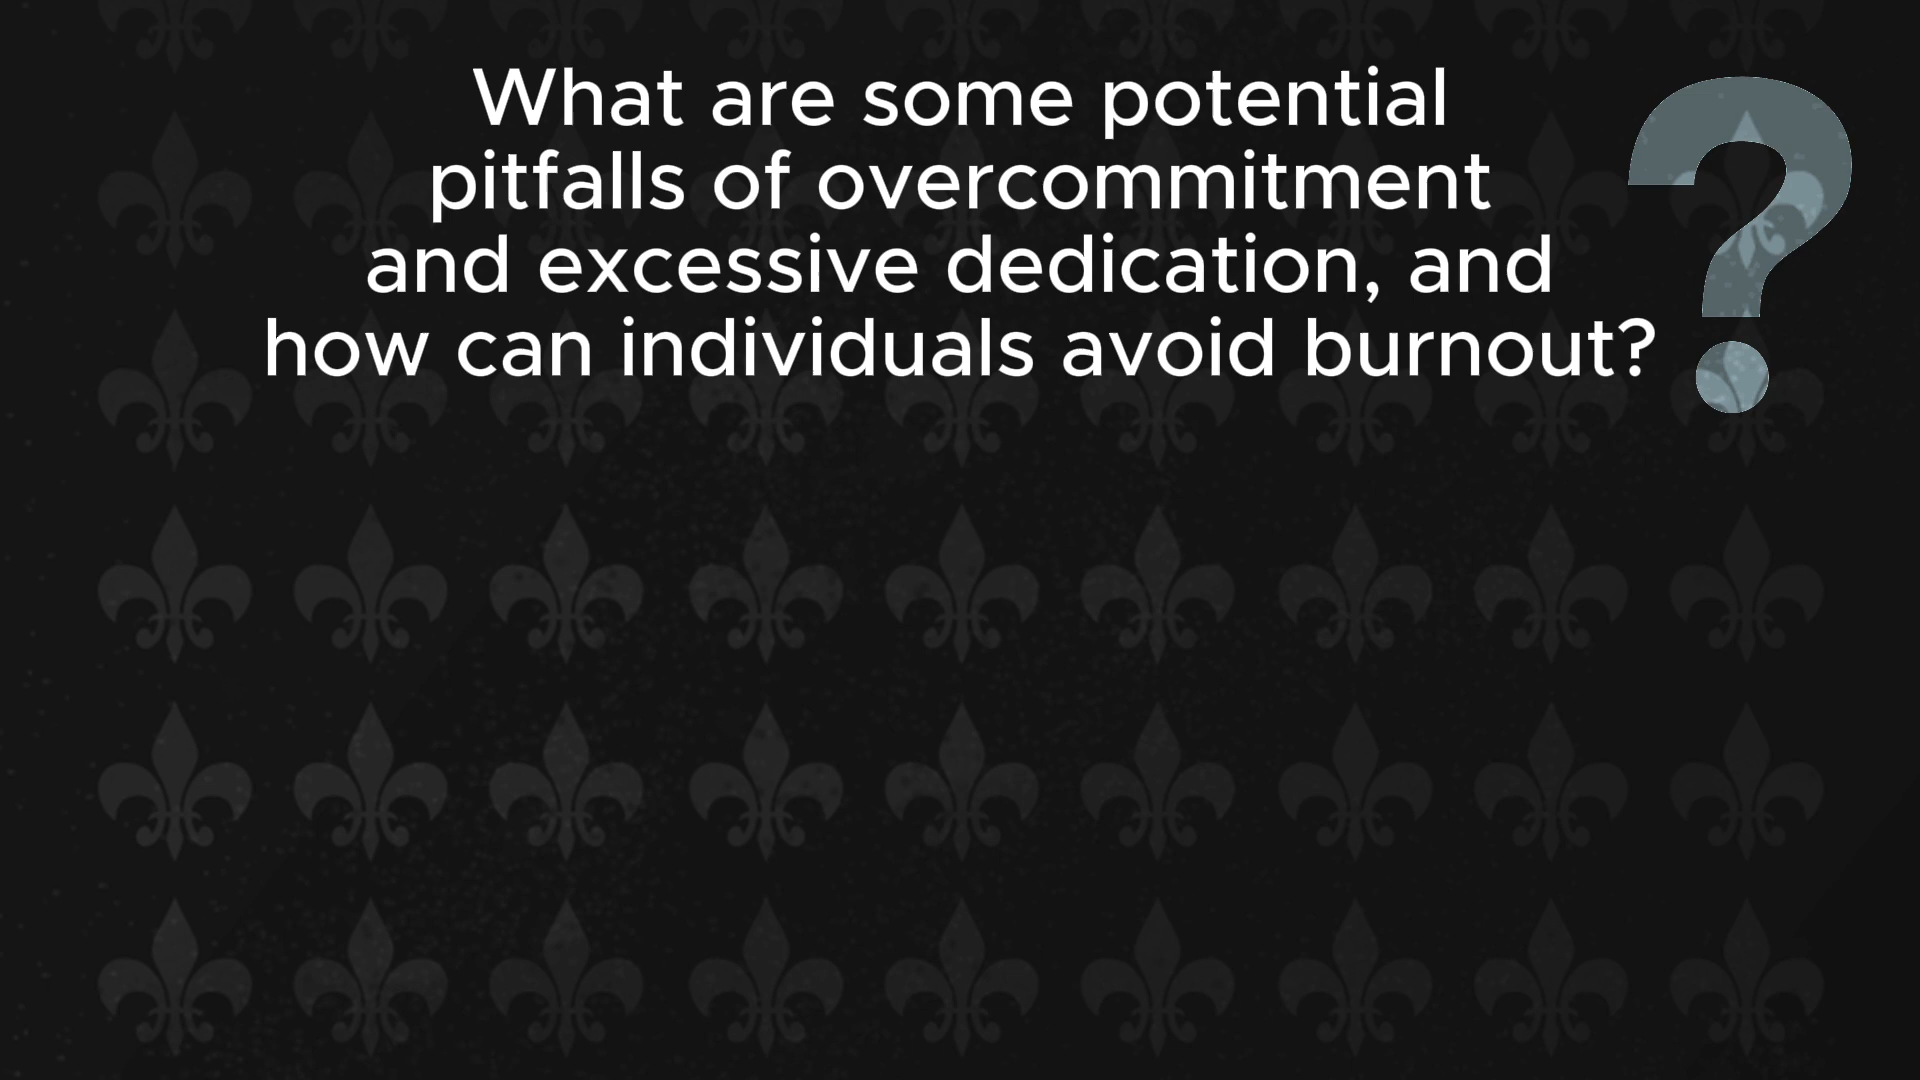 What are some potential
pitfalls of overcommitment
and excessive dedication, and
how can individuals avoid burnout?
?